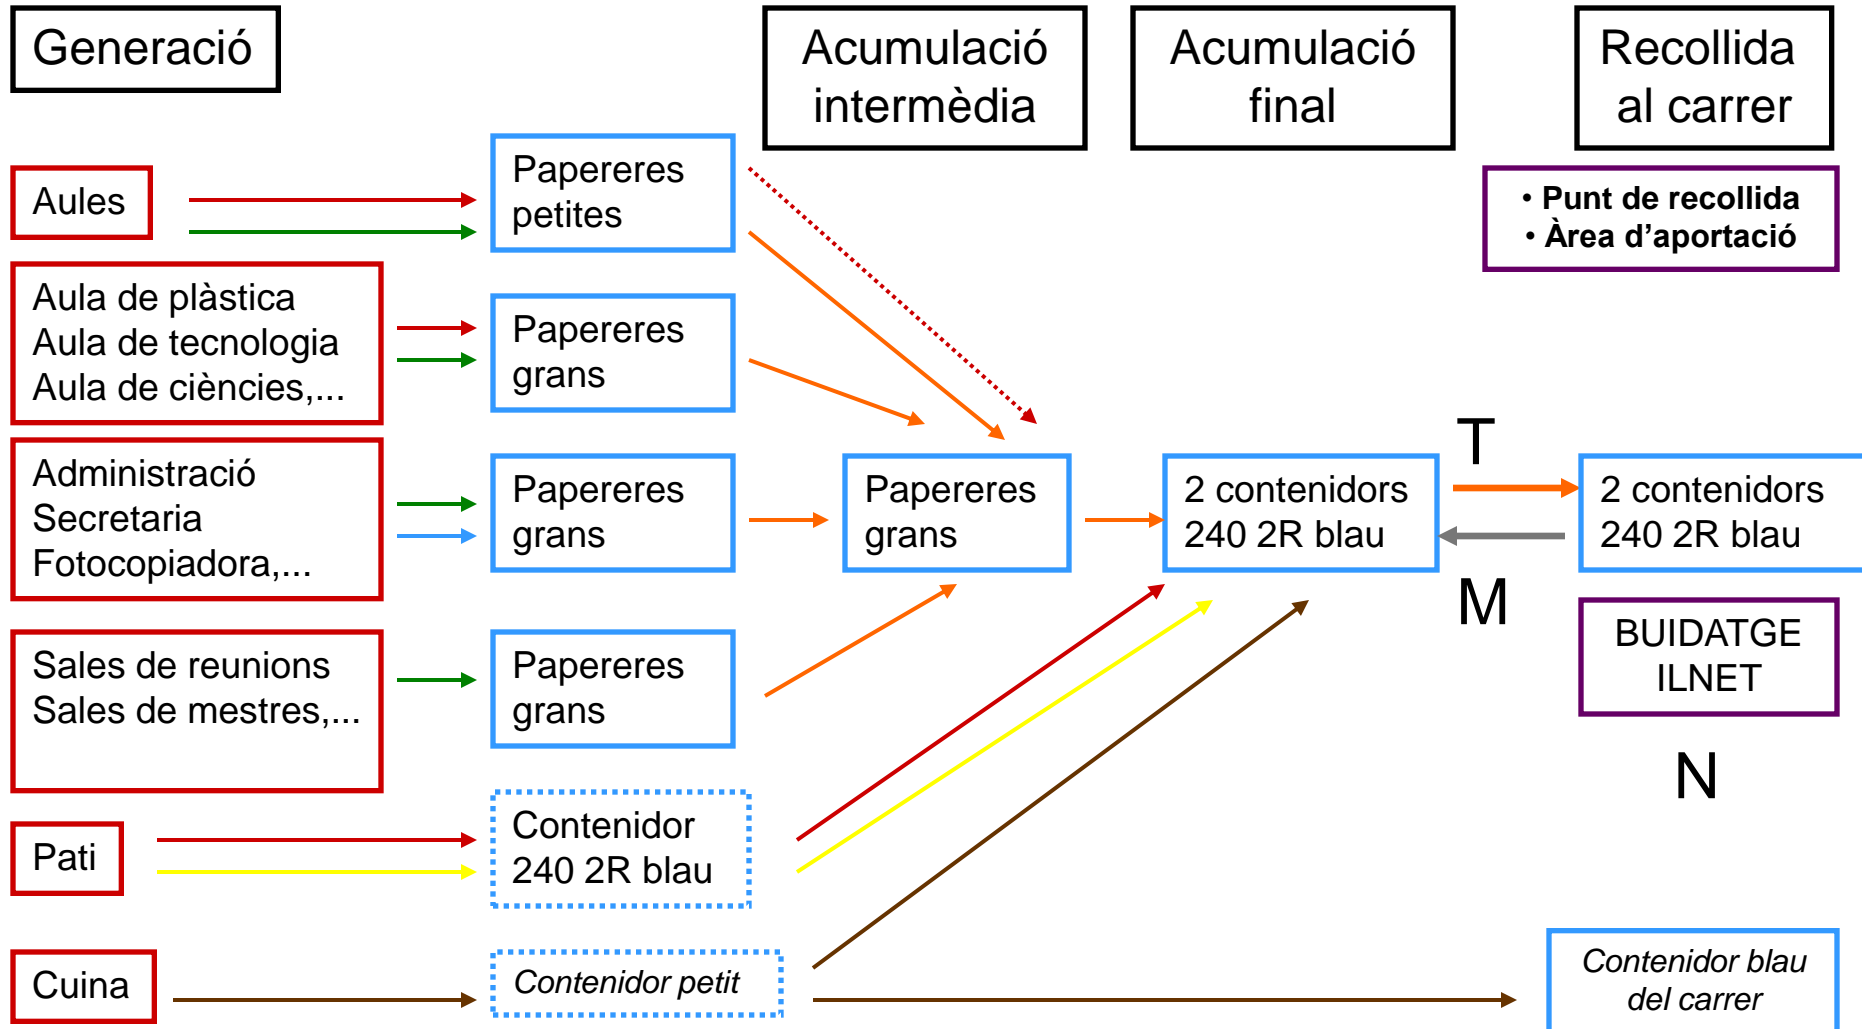 Generació
Acumulació
intermèdia
Acumulació
final
Recollida
al carrer
Aules
Papereres
petites
• Punt de recollida
• Àrea d’aportació
Aula de plàstica
Aula de tecnologia
Aula de ciències,...
Papereres
grans
Administració
Secretaria
Fotocopiadora,...
Papereres
grans
Papereres
grans
2 contenidors
240 2R blau
T
M
2 contenidors
240 2R blau
Sales de reunions
Sales de mestres,...
Papereres
grans
BUIDATGE
ILNET
N
Pati
Contenidor
240 2R blau
Cuina
Contenidor petit
Contenidor blau
del carrer